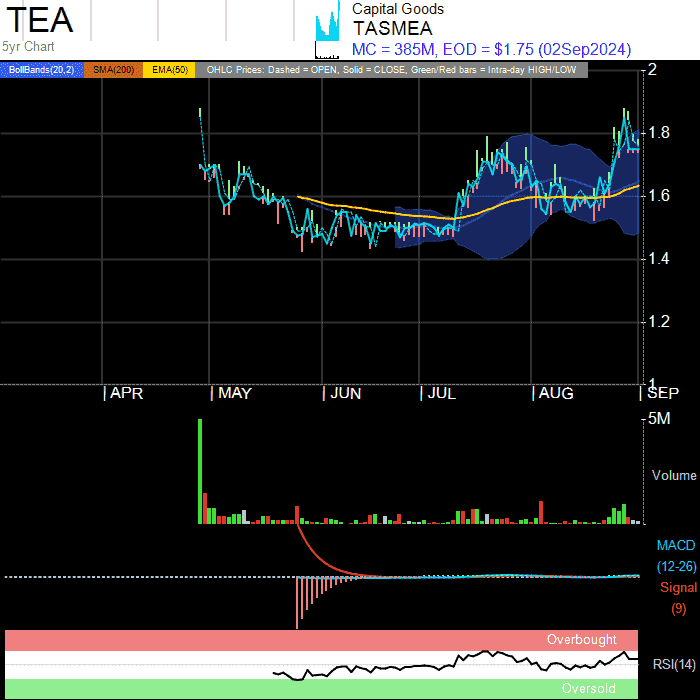 TEA
5yr Chart
Capital Goods
TASMEA
MC = 385M, EOD = $1.75 (02Sep2024)
BollBands(20,2) SMA(200) EMA(50) OHLC Prices: Dashed = OPEN, Solid = CLOSE, Green/Red bars = Intra-day HIGH/LOW
2
1.8
1.6
1.4
1.2
1
APR MAY JUN JUL AUG SEP
5M
Volume
MACD
(12-26)
Signal
(9)
Overbought
RSI(14)
Oversold